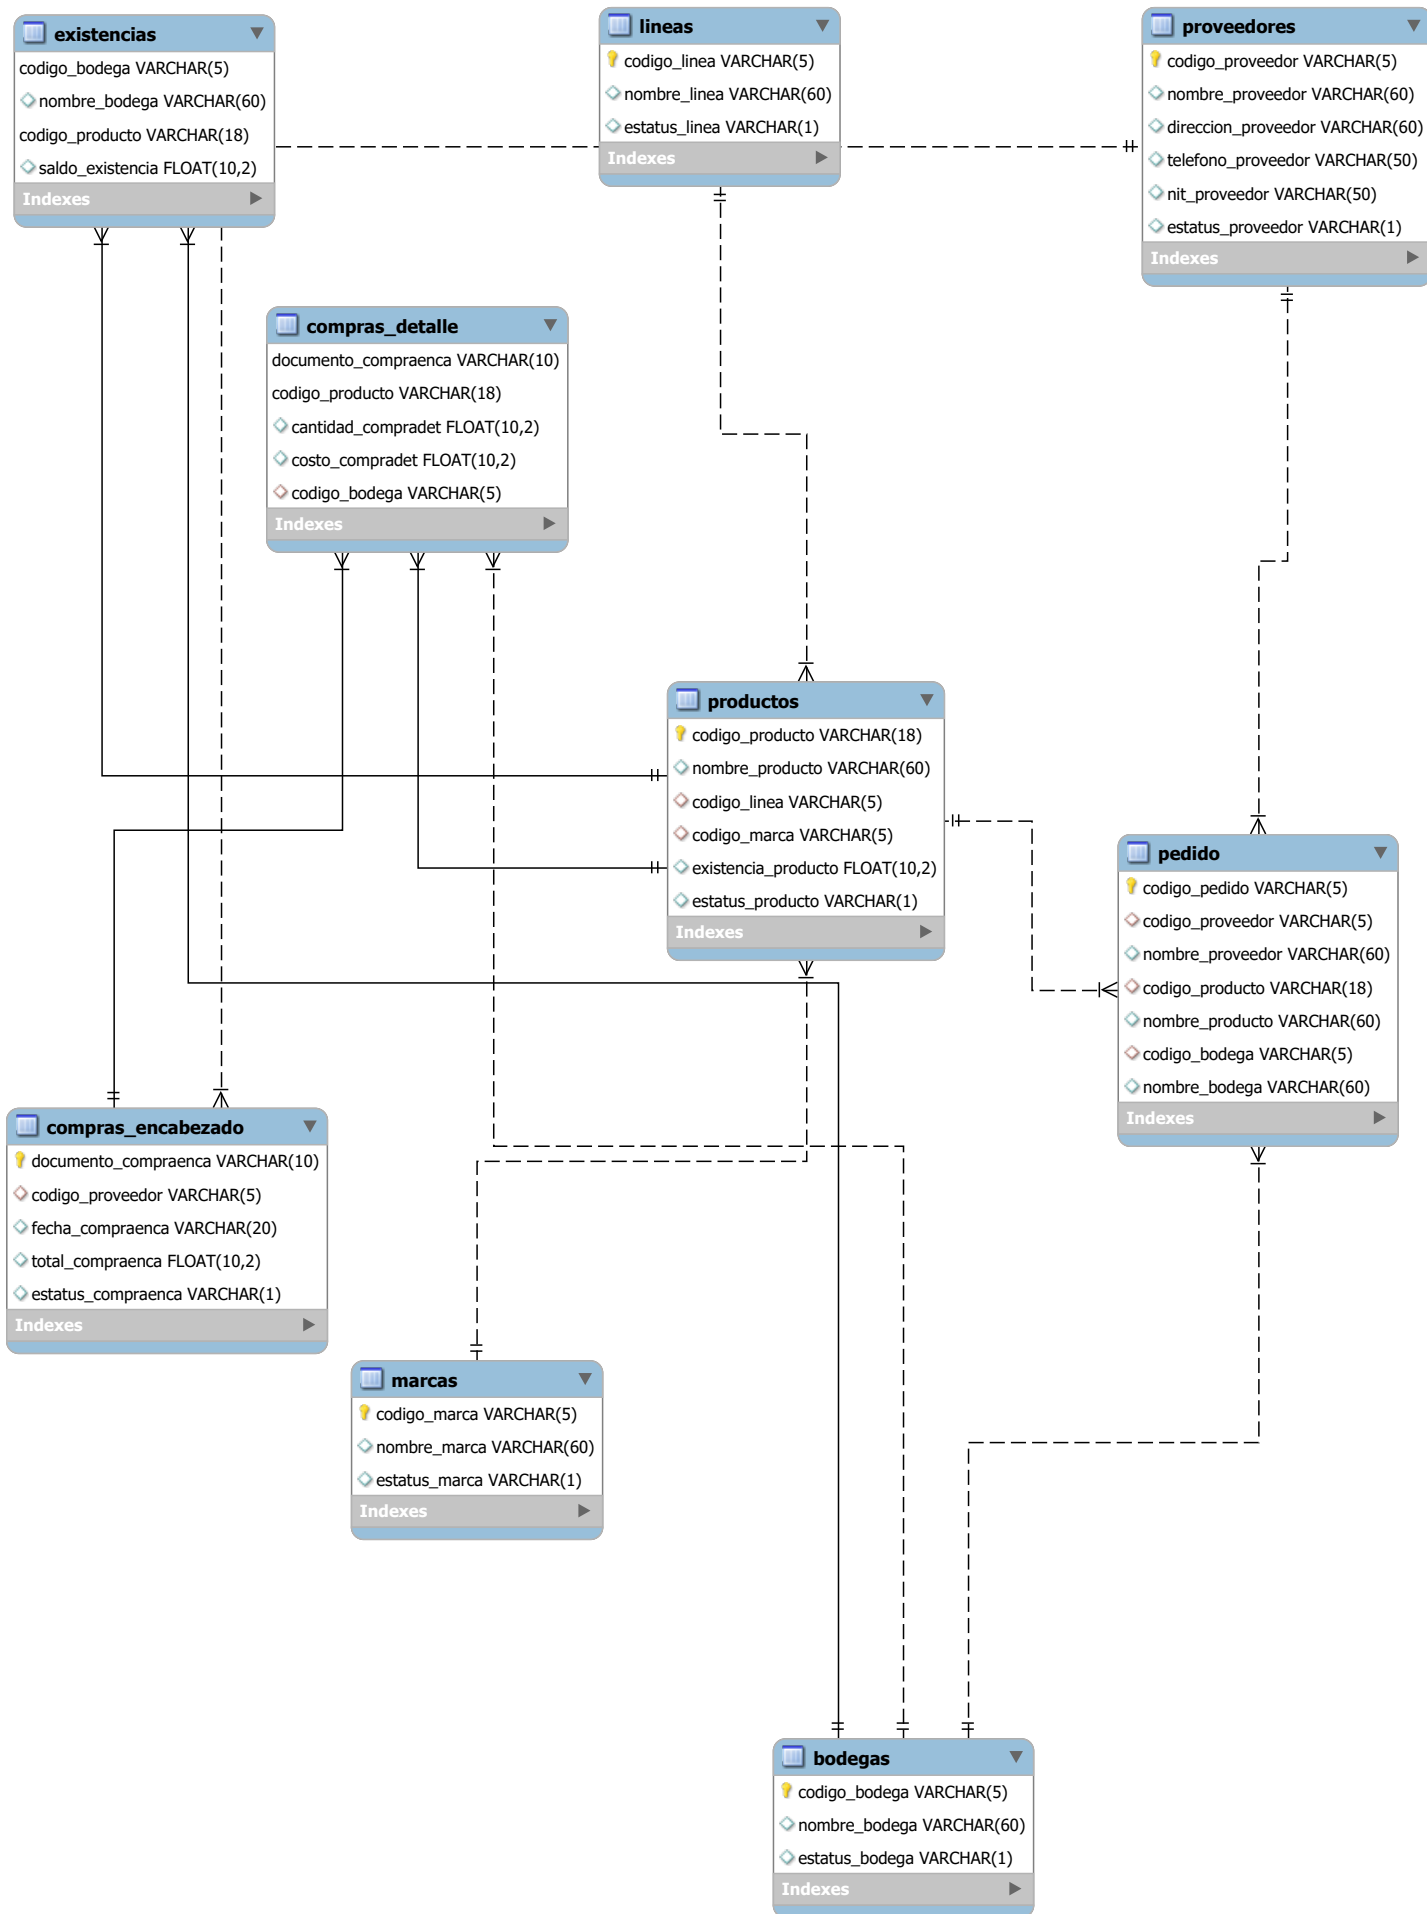 existencias
codigo_bodega VARCHAR(5)
nombre_bodega VARCHAR(60)
codigo_producto VARCHAR(18)
saldo_existencia FLOAT(10,2)
Indexes
lineas
codigo_linea VARCHAR(5)
nombre_linea VARCHAR(60)
estatus_linea VARCHAR(1)
Indexes
proveedores
codigo_proveedor VARCHAR(5)
nombre_proveedor VARCHAR(60)
direccion_proveedor VARCHAR(60)
telefono_proveedor VARCHAR(50)
nit_proveedor VARCHAR(50)
estatus_proveedor VARCHAR(1)
Indexes
compras_detalle
documento_compraenca VARCHAR(10)
codigo_producto VARCHAR(18)
cantidad_compradet FLOAT(10,2)
costo_compradet FLOAT(10,2)
codigo_bodega VARCHAR(5)
Indexes
productos
codigo_producto VARCHAR(18)
nombre_producto VARCHAR(60)
codigo_linea VARCHAR(5)
codigo_marca VARCHAR(5)
existencia_producto FLOAT(10,2)
estatus_producto VARCHAR(1)
Indexes
pedido
codigo_pedido VARCHAR(5)
codigo_proveedor VARCHAR(5)
nombre_proveedor VARCHAR(60)
codigo_producto VARCHAR(18)
nombre_producto VARCHAR(60)
codigo_bodega VARCHAR(5)
nombre_bodega VARCHAR(60)
Indexes
compras_encabezado
documento_compraenca VARCHAR(10)
codigo_proveedor VARCHAR(5)
fecha_compraenca VARCHAR(20)
total_compraenca FLOAT(10,2)
estatus_compraenca VARCHAR(1)
Indexes
marcas
codigo_marca VARCHAR(5)
nombre_marca VARCHAR(60)
estatus_marca VARCHAR(1)
Indexes
bodegas
codigo_bodega VARCHAR(5)
nombre_bodega VARCHAR(60)
estatus_bodega VARCHAR(1)
Indexes